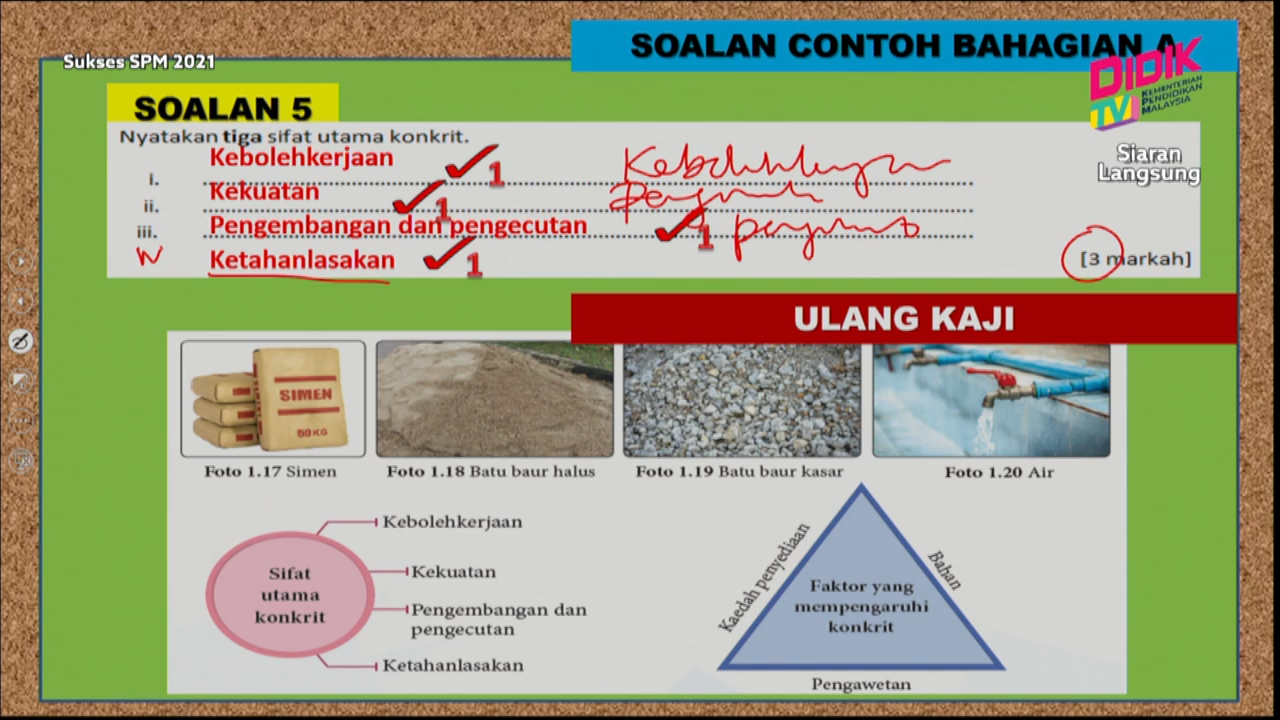 SOALAN CONTOH BAHAGIAN A
Sukses SPM 2021
DIDIK
TV
KEMENTERIAN
PENDIDIKAN
MALAYSIA
Siaran
Langsung
SOALAN 5
Nyatakan tiga sifat utama konkrit.
i. Kebolehkerjaan 1
ii. Kekuatan 1
iii. Pengembangan dan pengecutan 1
Ketahanlasakan 1
[3 markah]
ULANG KAJI
SIMEN
50KG
Foto 1.17 Simen
Foto 1.18 Batu baur halus
Foto 1.19 Batu baur kasar
Foto 1.20 Air
Sifat
utama
konkrit
Kebolehkerjaan
Kekuatan
Pengembangan dan
pengecutan
Ketahanlasakan
Kaedah penyediaan
Bahan
Faktor yang
mempengaruhi
konkrit
Pengawetan